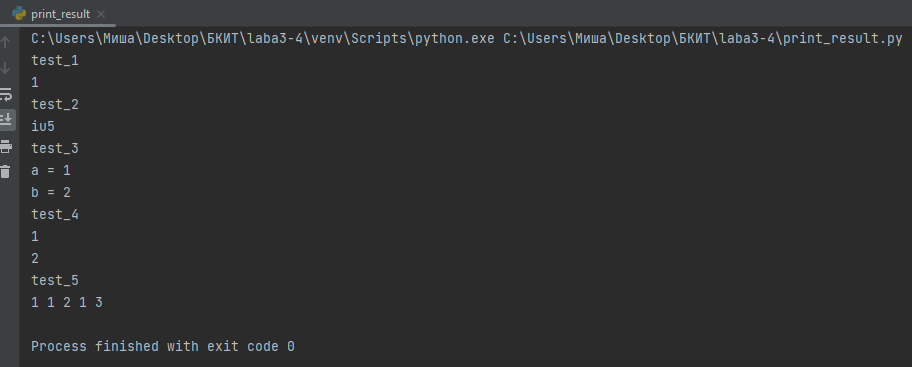 print_result
C:\Users\Миша\Desktop\БКИТ\laba3-4\venv\Scripts\python.exe C:\Users\Миша\Desktop\БКИТ\laba3-4\print_result.py
test_1
1
test_2
iu5
test_3
a = 1
b = 2
test_4
1
2
test_5
1 1 2 1 3
Process finished with exit code 0